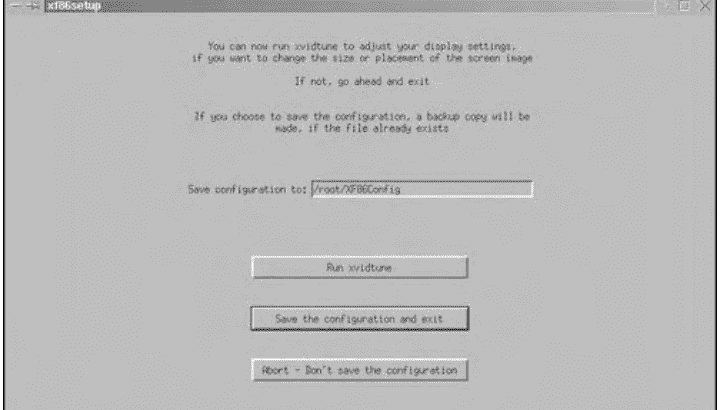 xf86setup
You can now run xvidtune to adjust your display settings,
if you want to change the size or placement of the screen image
If not, go ahead and exit
If you choose to save the configuration, a backup copy will be
made, if the file already exists
Save configuration to: /root/XF86Config
Run xvidtune
Save the configuration and exit
Abort - Don't save the configuration